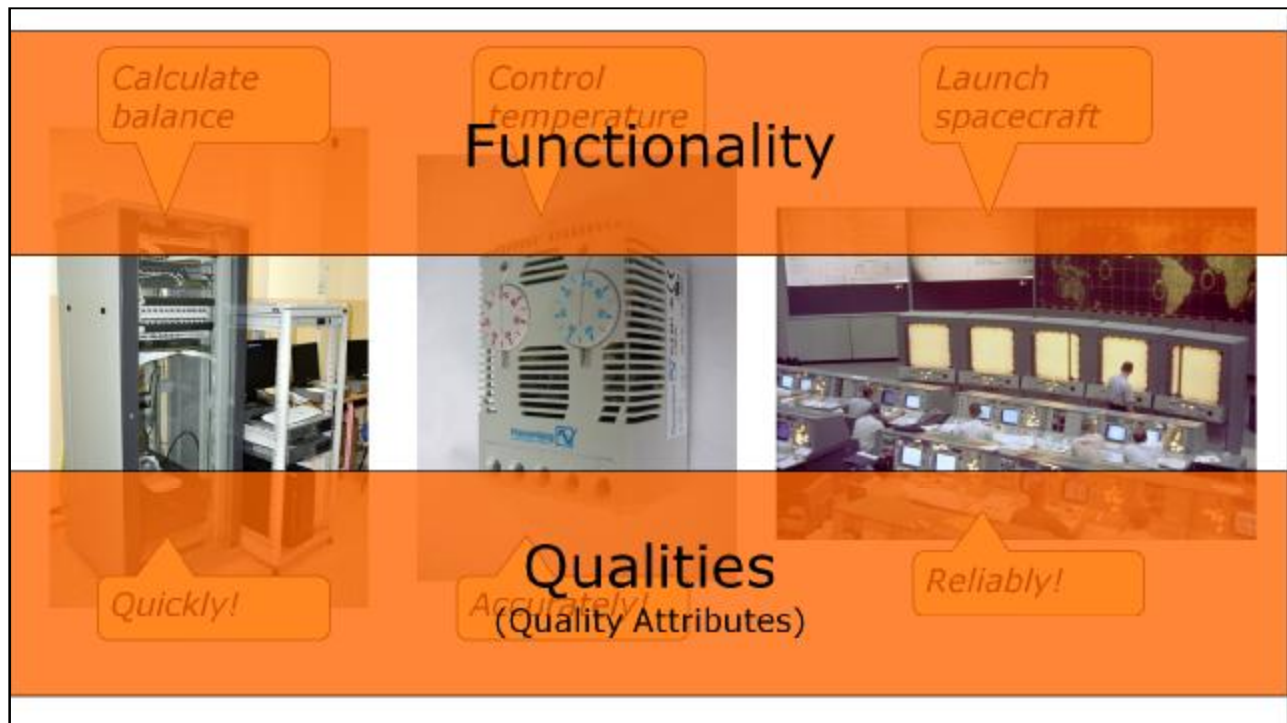 Calculate
balance
Control
temperature
Launch
spacecraft
Functionality
Qualities
(Quality Attributes)
Quickly!
Accurately!
Reliably!